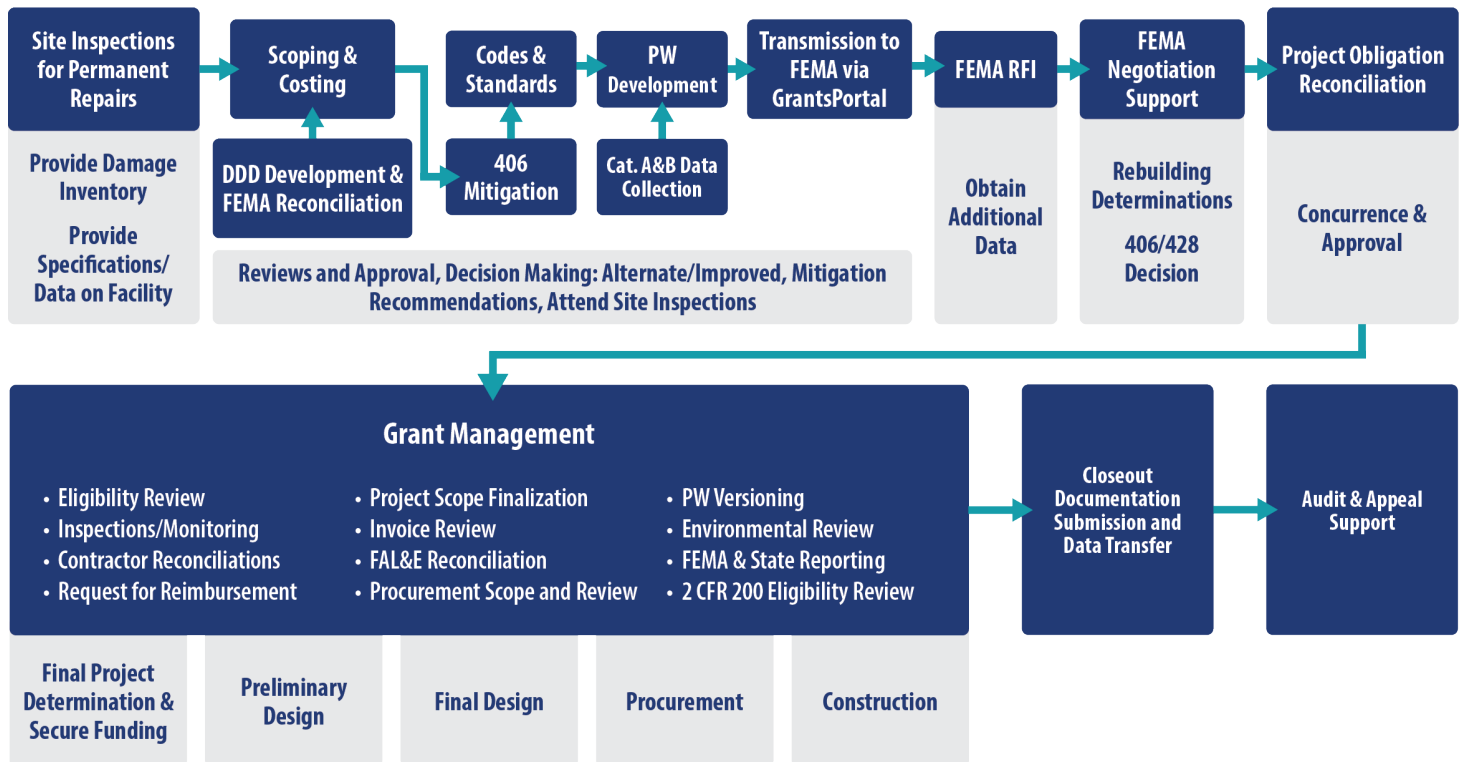 Site Inspections
for Permanent
Repairs
Provide Damage
Inventory
Provide
Specifications/
Data on Facility
Scoping &
Costing
DDD Development &
FEMA Reconciliation
Codes &
Standards
406
Mitigation
PW
Development
Cat. A&B Data
Collection
Transmission to
FEMA via
GrantsPortal
Reviews and Approval, Decision Making: Alternate/Improved, Mitigation
Recommendations, Attend Site Inspections
FEMA RFI
Obtain
Additional
Data
FEMA
Negotiation
Support
Rebuilding
Determinations
406/428
Decision
Project Obligation
Reconciliation
Concurrence &
Approval
Grant Management
• Eligibility Review
• Inspections/Monitoring
• Contractor Reconciliations
• Request for Reimbursement
• Project Scope Finalization
• Invoice Review
• FAL&E Reconciliation
• Procurement Scope and Review
• PW Versioning
• Environmental Review
• FEMA & State Reporting
• 2 CFR 200 Eligibility Review
Final Project
Determination &
Secure Funding
Preliminary
Design
Final Design
Procurement
Construction
Closeout
Documentation
Submission and
Data Transfer
Audit & Appeal
Support